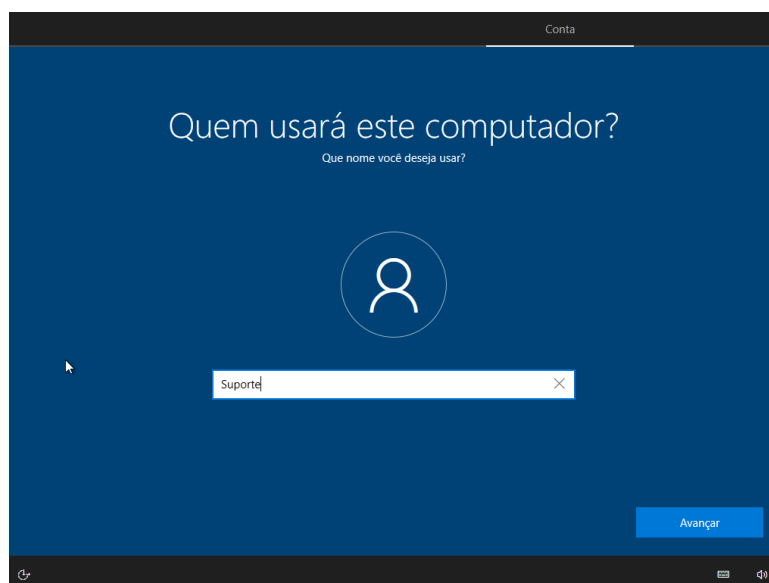 Conta
Quem usará este computador?
Que nome você deseja usar?
Suporte
Avançar